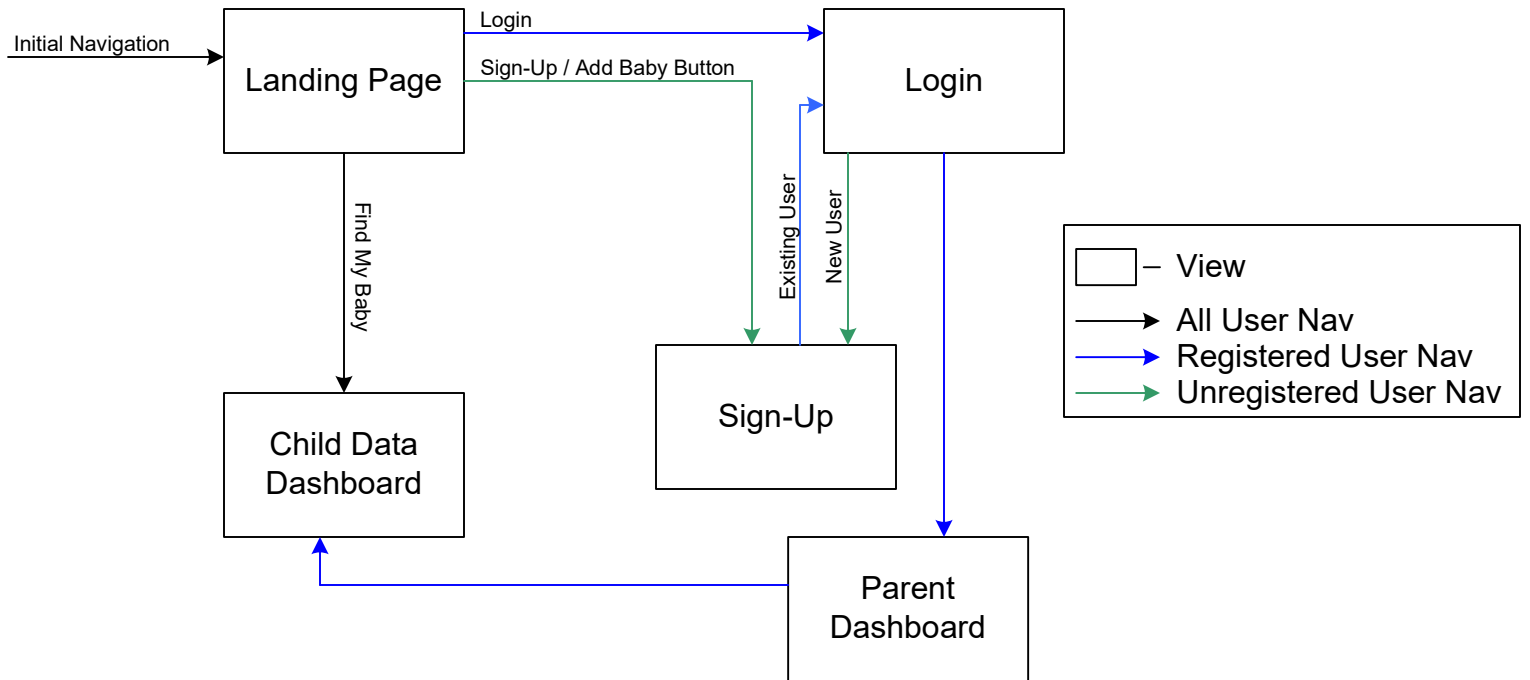 Initial Navigation
Landing Page
Login
Sign-Up / Add Baby Button
Login
Find My Baby
Existing User
New User
View
All User Nav
Registered User Nav
Unregistered User Nav
Sign-Up
Child Data
Dashboard
Parent
Dashboard